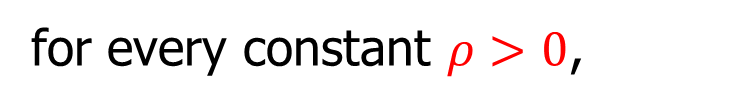 for every constant ρ > 0,